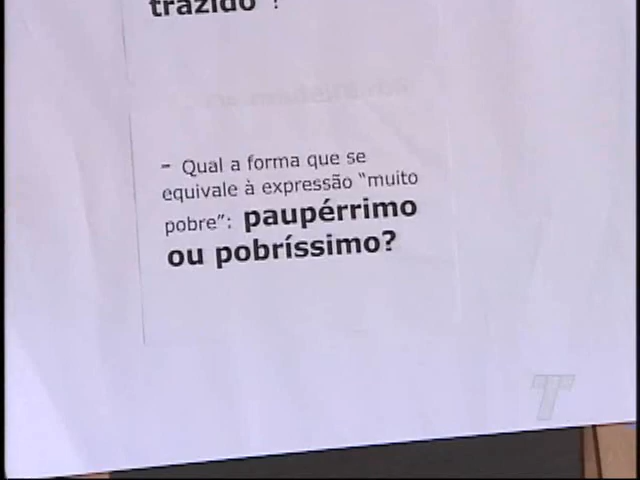 trazido"?
- Qual a forma que se
equivale à expressão "muito
pobre": paupérrimo
ou pobríssimo?
T